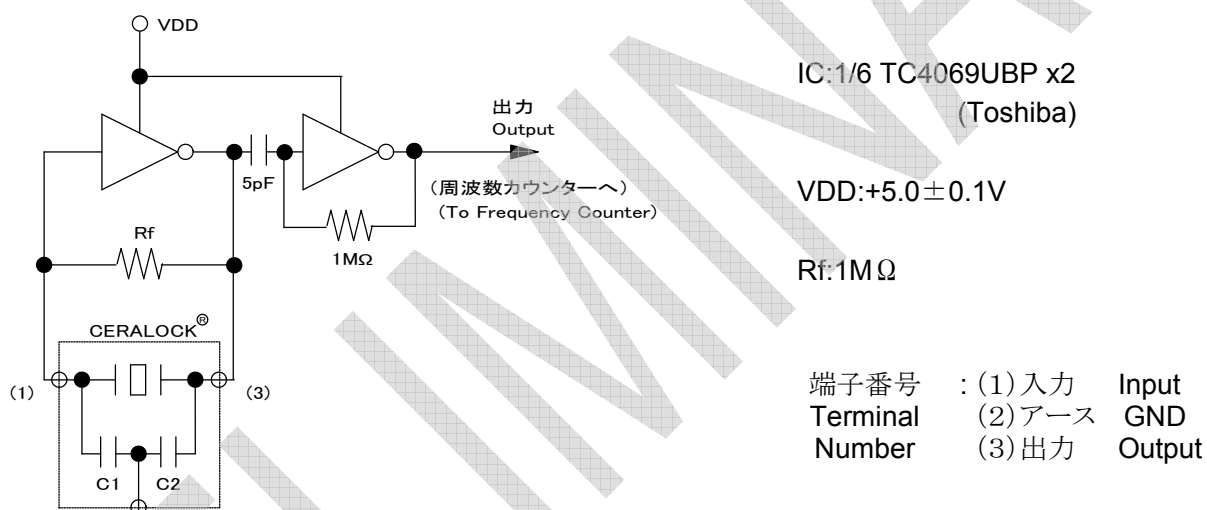 VDD
IC:1/6 TC4069UBP x2
(Toshiba)
出力
Output
5pF
(周波数カウンターへ)
(To Frequency Counter)
VDD:+5.0±0.1V
Rf
1MΩ
Rf:1MΩ
CERALOCK®
(1)
(3)
C1
C2
端子番号 : (1)入力 Input
Terminal (2)アース GND
Number (3)出力 Output